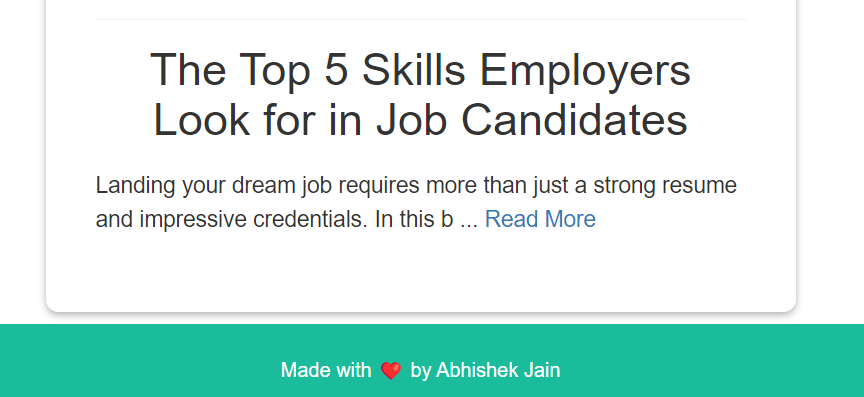 The Top 5 Skills Employers
Look for in Job Candidates
Landing your dream job requires more than just a strong resume
and impressive credentials. In this b ... Read More
Made with ❤️ by Abhishek Jain